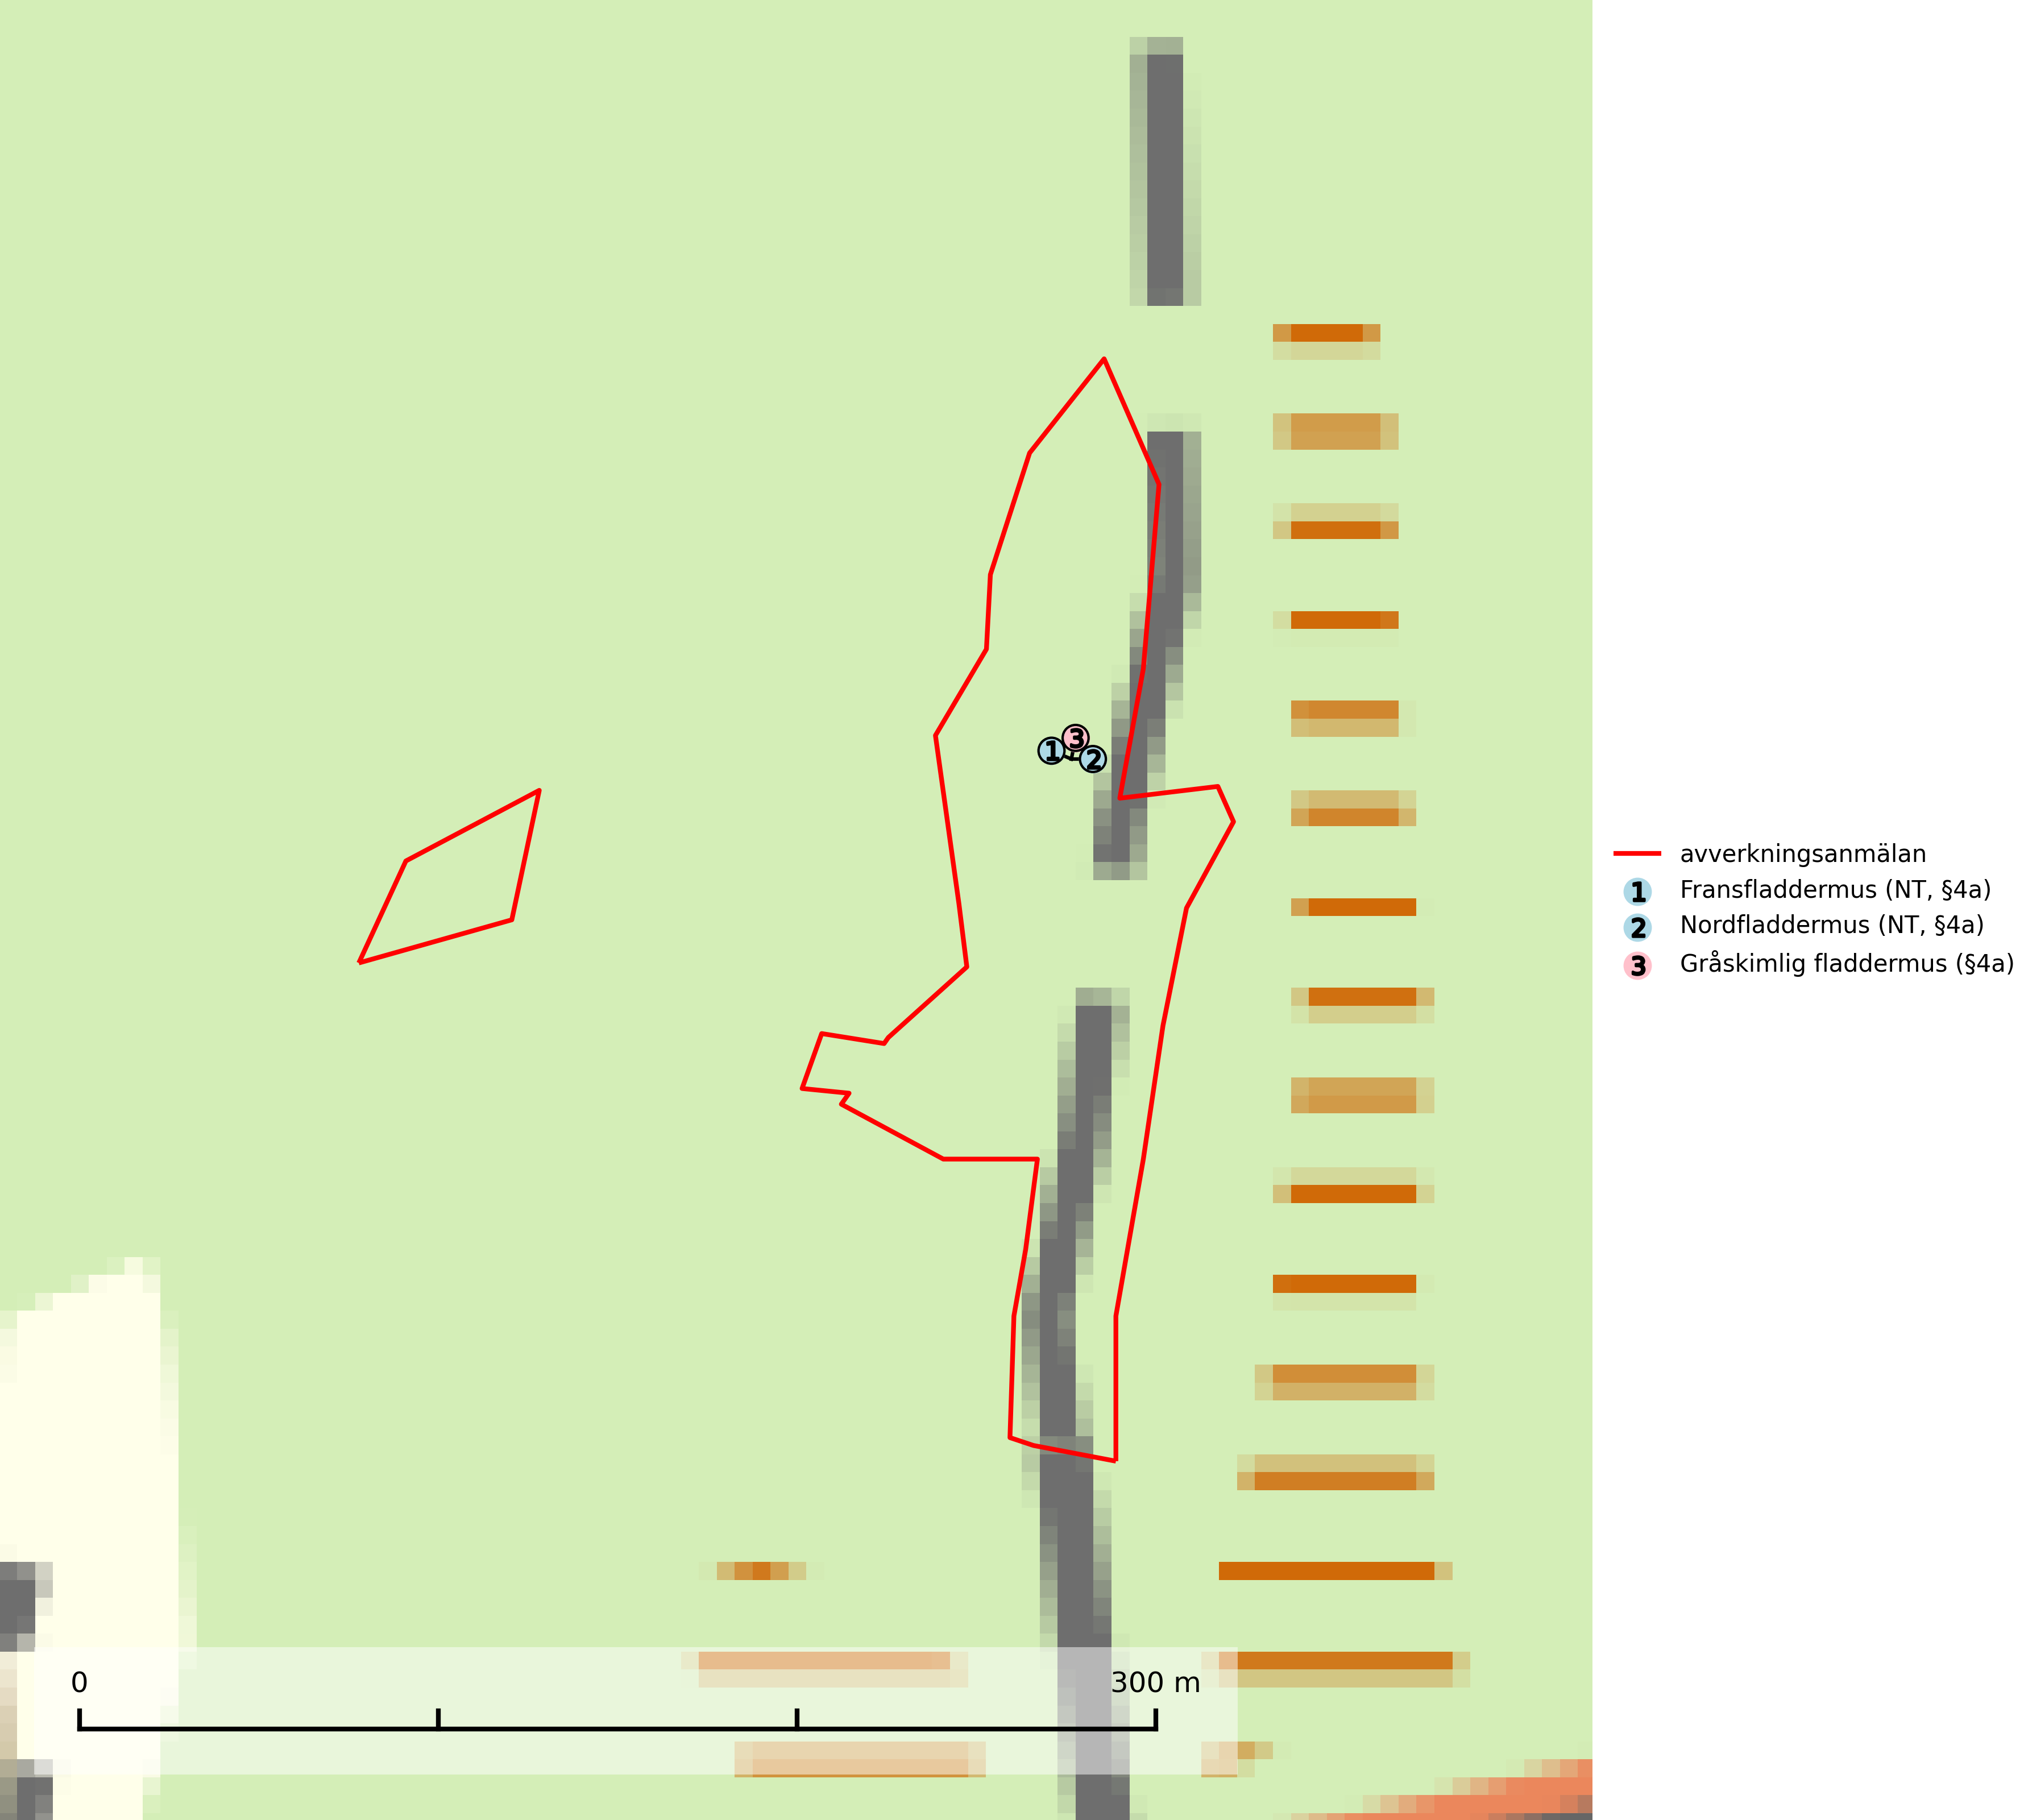 1
3
2
avverkningsanmälan
1 Fransfladdermus (NT, §4a)
2 Nordfladdermus (NT, §4a)
3 Gråskimlig fladdermus (§4a)
0 300 m